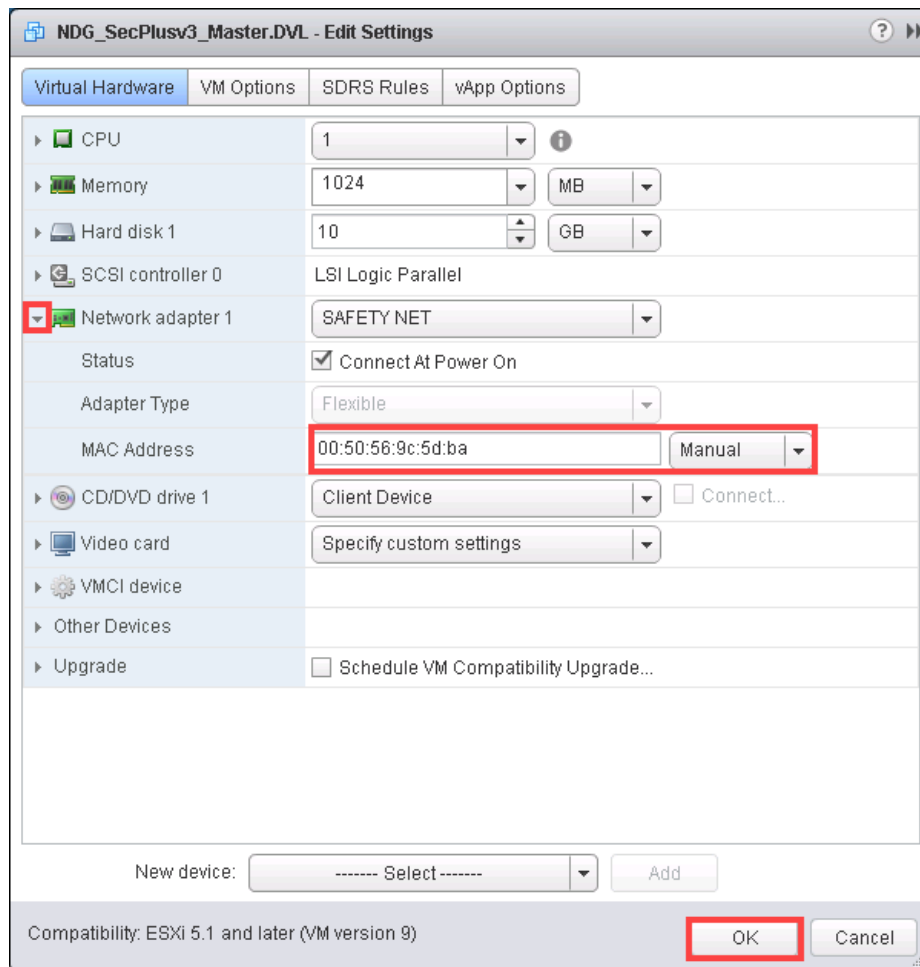 NDG_SecPlusv3_Master.DVL - Edit Settings ?
Virtual Hardware VM Options SDRS Rules vApp Options
CPU 1
Memory 1024 MB
Hard disk 1 10 GB
SCSI controller 0 LSI Logic Parallel
Network adapter 1 SAFETY NET
Status Connect At Power On
Adapter Type Flexible
MAC Address 00:50:56:9c:5d:ba Manual
CD/DVD drive 1 Client Device Connect...
Video card Specify custom settings
VMCI device
Other Devices
Upgrade Schedule VM Compatibility Upgrade...
New device: ------- Select ------- Add
Compatibility: ESXi 5.1 and later (VM version 9) OK Cancel